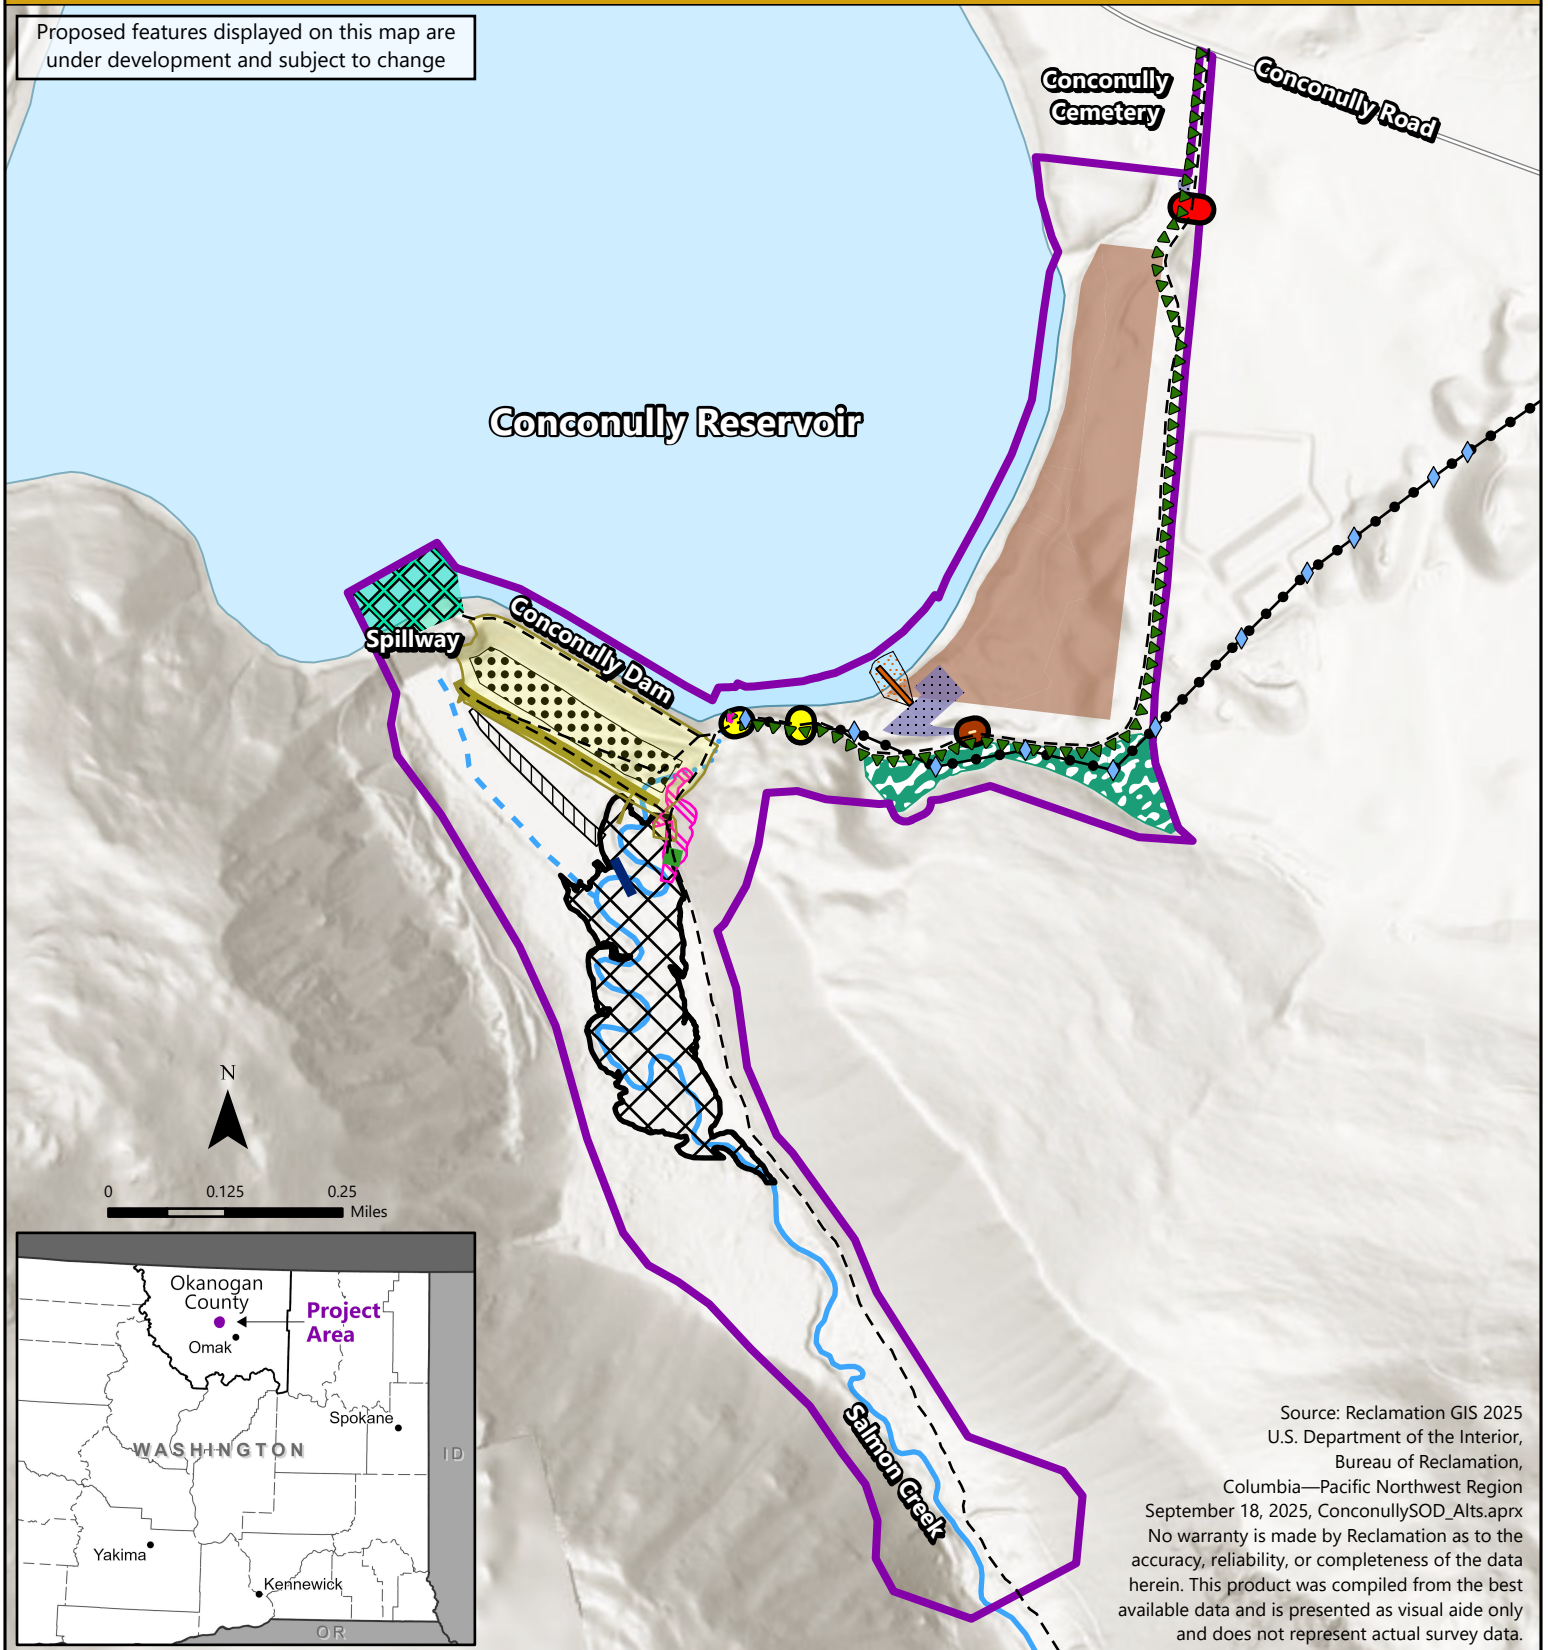 Proposed features displayed on this map are
under development and subject to change
Conconully
Cemetery
Conconully Road
Conconully Reservoir
Spillway
Conconully Dam
N
0 0.125 0.25
Miles
Okanogan
County
Project
Area
Omak
Spokane
WASHINGTON
ID
Yakima
Kennewick
OR
Salmon Creek
Source: Reclamation GIS 2025
U.S. Department of the Interior,
Bureau of Reclamation,
Columbia—Pacific Northwest Region
September 18, 2025, ConconullySOD_Alts.aprx
No warranty is made by Reclamation as to the
accuracy, reliability, or completeness of the data
herein. This product was compiled from the best
available data and is presented as visual aide only
and does not represent actual survey data.